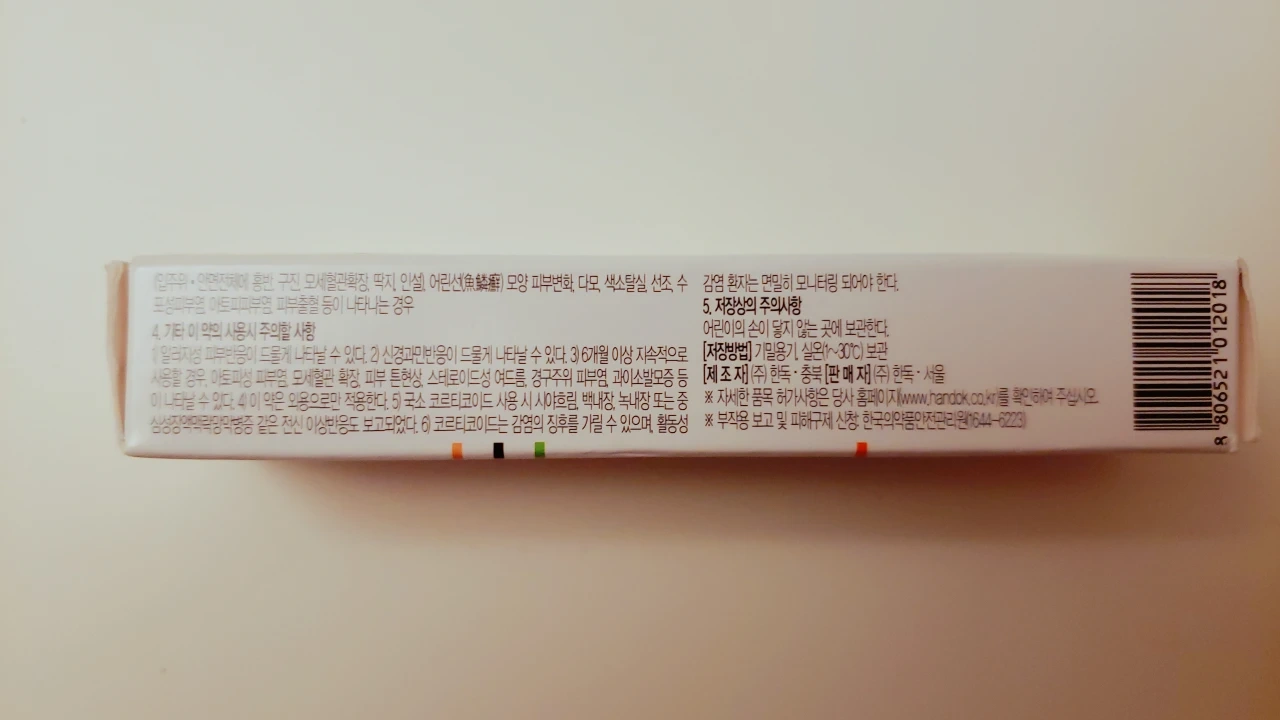 (입주위·안면전체에 홍반, 구진, 모세혈관확장, 딱지, 인설), 어린선(魚鱗癬) 모양 피부변화, 다모, 색소탈실, 선조, 수
포성피부염, 아토피피부염, 피부출혈 등이 나타나는 경우
4. 기타 이 약의 사용시 주의할 사항
1) 알러지성 피부반응이 드물게 나타날 수 있다. 2) 신경과민반응이 드물게 나타날 수 있다. 3) 6개월 이상 지속적으로
사용할 경우, 아토피성 피부염, 모세혈관 확장, 피부 튼현상, 스테로이드성 여드름, 경구주위 피부염, 과이소발모증 등
이 나타날 수 있다. 4) 이 약은 외용으로만 적용한다. 5) 국소 코르티코이드 사용 시 시야흐림, 백내장, 녹내장 또는 중
심성장액맥락망막병증 같은 전신 이상반응도 보고되었다. 6) 코르티코이드는 감염의 징후를 가릴 수 있으며, 활동성
감염 환자는 면밀히 모니터링 되어야 한다.
5. 저장상의 주의사항
어린이의 손이 닿지 않는 곳에 보관한다.
[저장방법] 기밀용기, 실온(1~30℃) 보관
[제 조 자] (주) 한독 - 충북 [판 매 자] (주) 한독 - 서울
※ 자세한 품목 허가사항은 당사 홈페이지(www.handok.co.kr)를 확인하여 주십시오.
※ 부작용 보고 및 피해구제 신청: 한국의약품안전관리원(1644-6223)
8 80652 1 01201 8